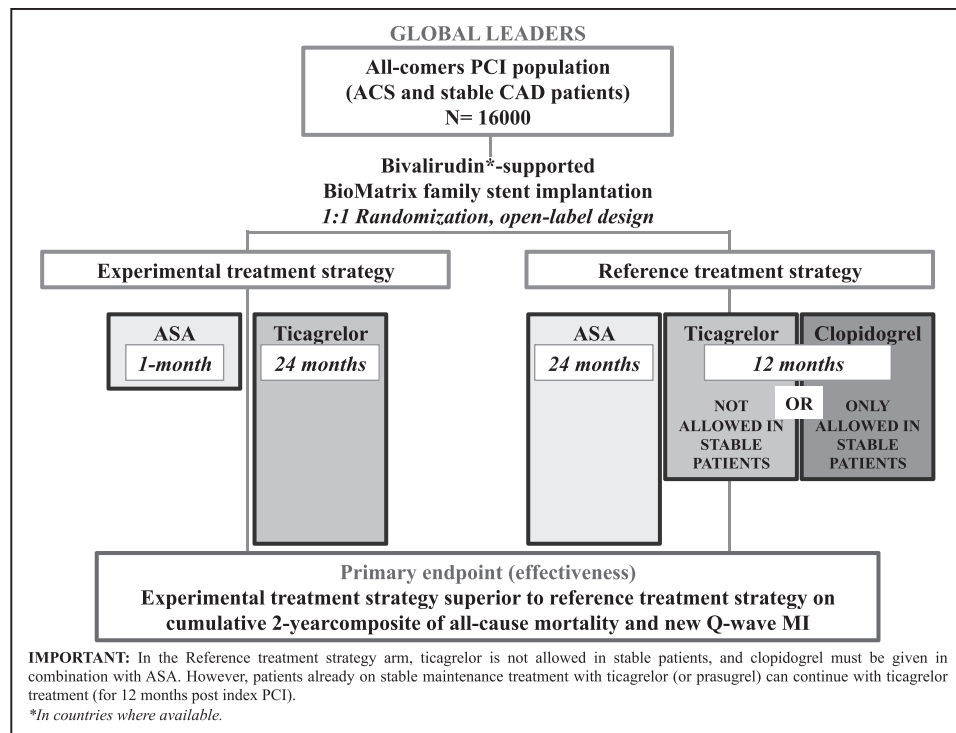 GLOBAL LEADERS
All-comers PCI population
(ACS and stable CAD patients)
N= 16000
Bivalirudin*-supported
BioMatrix family stent implantation
1:1 Randomization, open-label design
Experimental treatment strategy
Reference treatment strategy
ASA
1-month
Ticagrelor
24 months
ASA
24 months
Ticagrelor
Clopidogrel
12 months
NOT
ALLOWED IN
STABLE
PATIENTS
OR
ONLY
ALLOWED IN
STABLE
PATIENTS
Primary endpoint (effectiveness)
Experimental treatment strategy superior to reference treatment strategy on
cumulative 2-yearcomposite of all-cause mortality and new Q-wave MI
IMPORTANT: In the Reference treatment strategy arm, ticagrelor is not allowed in stable patients, and clopidogrel must be given in
combination with ASA. However, patients already on stable maintenance treatment with ticagrelor (or prasugrel) can continue with ticagrelor
treatment (for 12 months post index PCI).
*In countries where available.